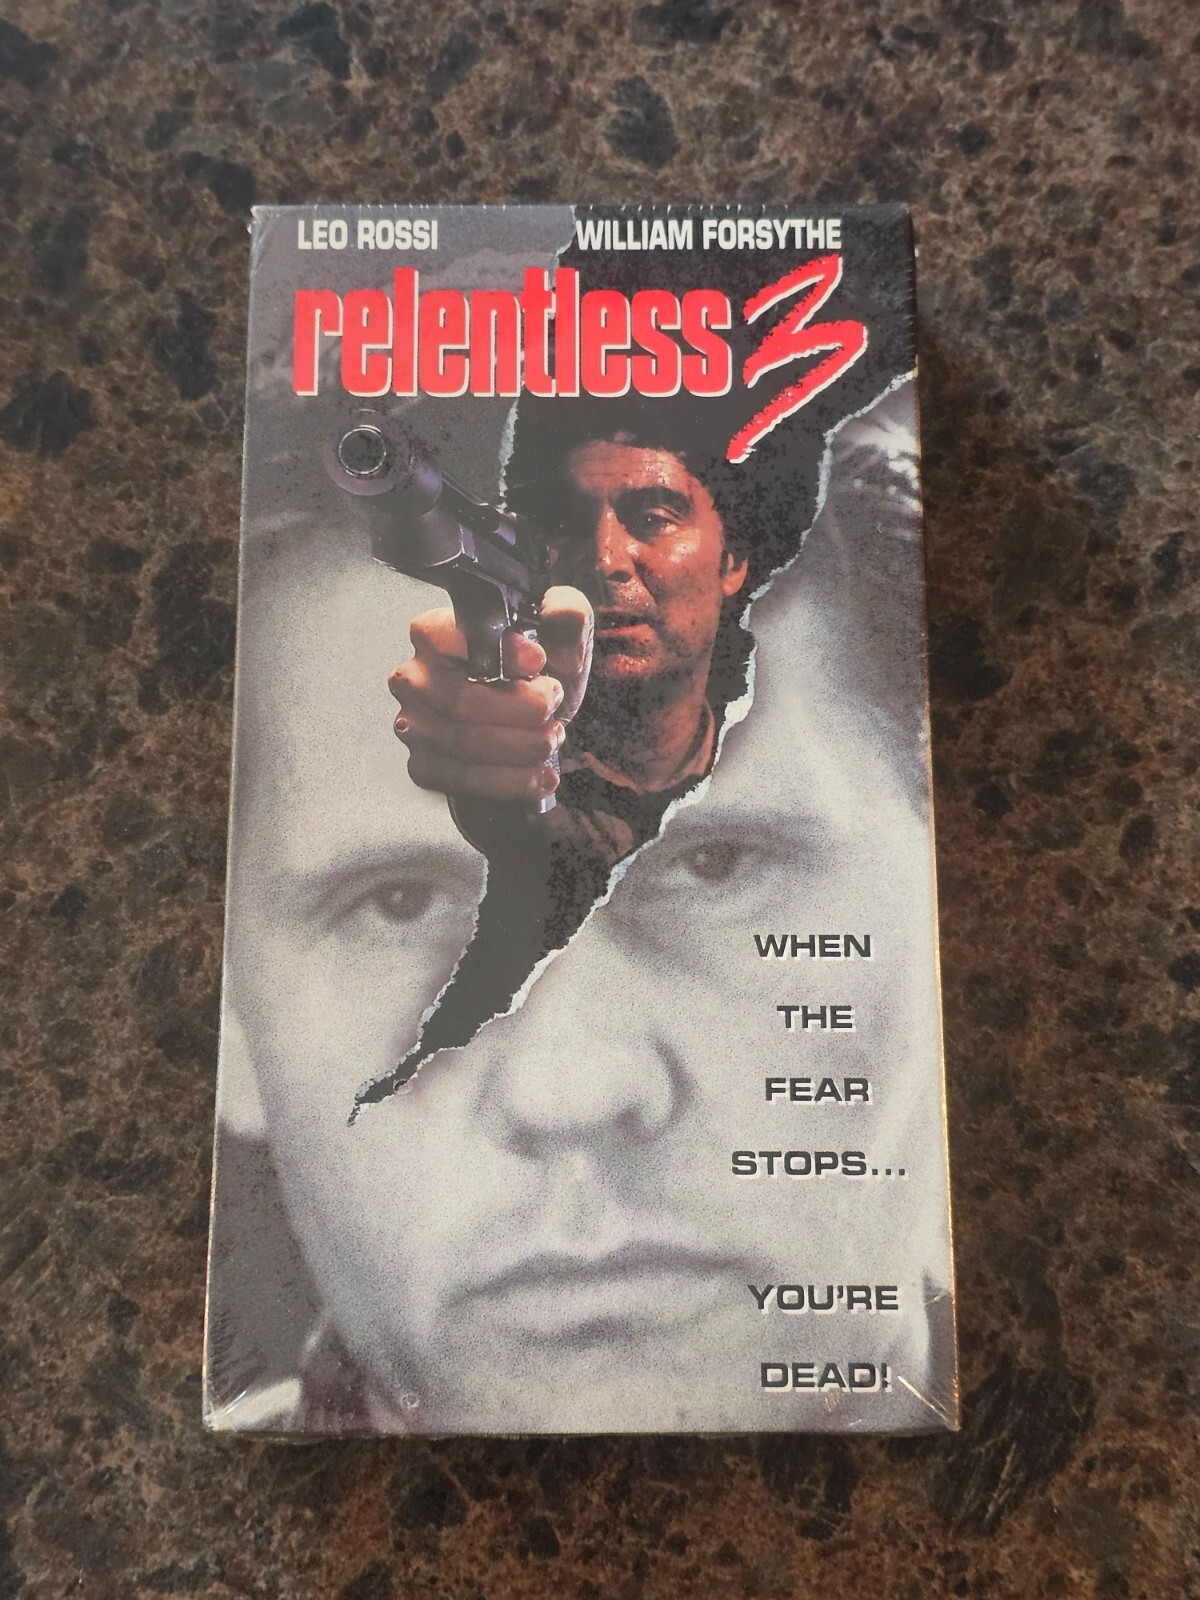 LEO ROSSI WILLIAM FORSYTHE
relentless 3
WHEN
THE
FEAR
STOPS...
YOU'RE
DEAD!